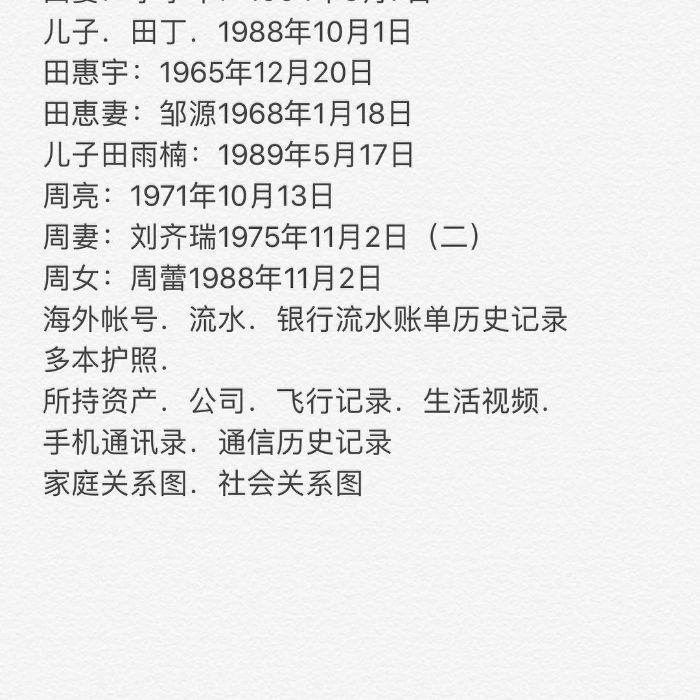 儿子．田丁．1988年10月1日
田惠宇：1965年12月20日
田恵妻：邹源1968年1月18日
儿子田雨楠：1989年5月17日
周亮：1971年10月13日
周妻：刘齐瑞1975年11月2日（二）
周女：周蕾1988年11月2日
海外帐号．流水．银行流水账单历史记录
多本护照．
所持资产．公司．飞行记录．生活视频．
手机通讯录．通信历史记录
家庭关系图．社会关系图